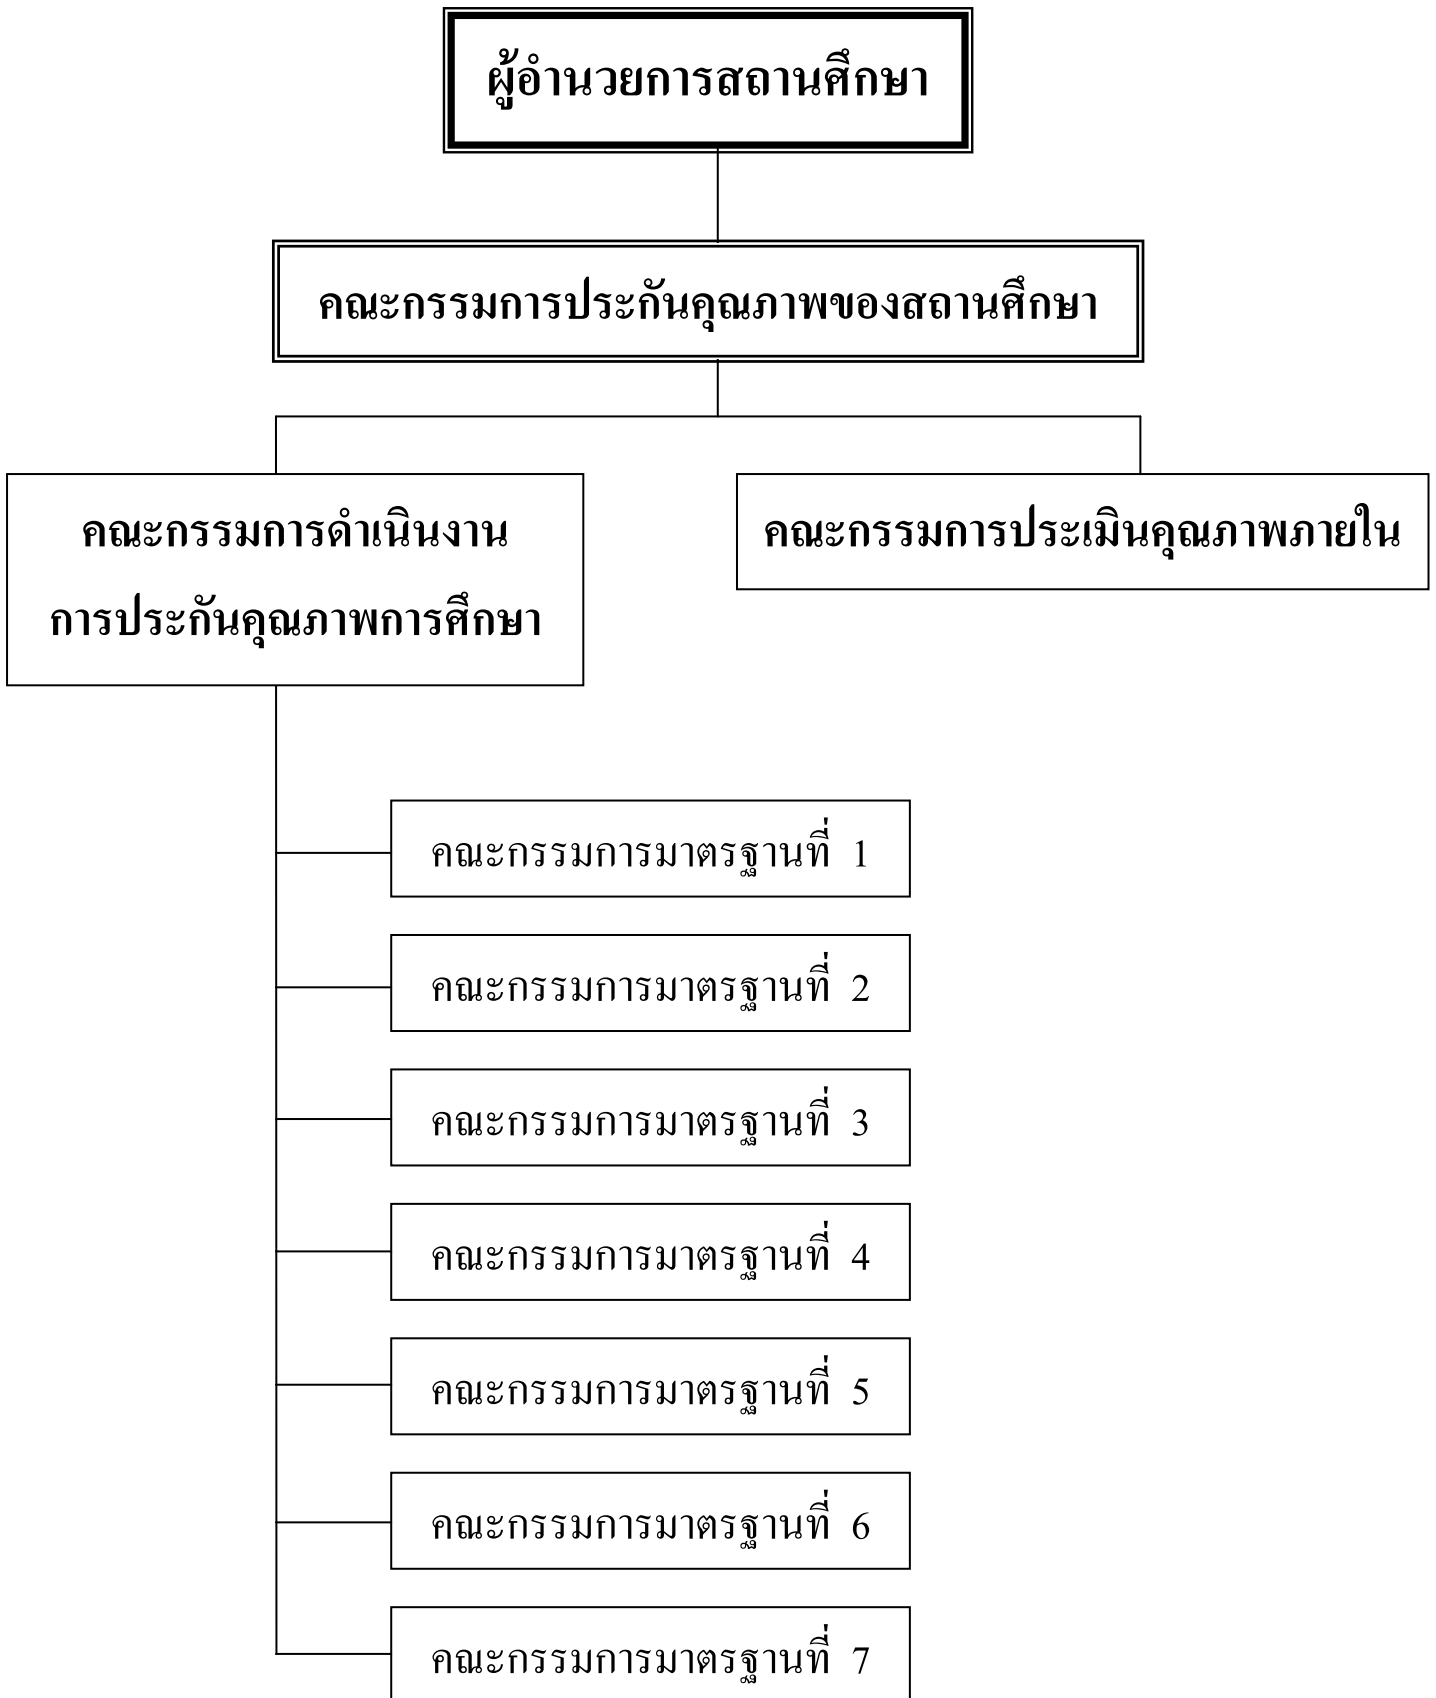 ผู้อำนวยการสถานศึกษา
คณะกรรมการประกันคุณภาพของสถานศึกษา
คณะกรรมการดำเนินงาน
การประกันคุณภาพการศึกษา
คณะกรรมการประเมินคุณภาพภายใน
คณะกรรมการมาตรฐานที่ 1
คณะกรรมการมาตรฐานที่ 2
คณะกรรมการมาตรฐานที่ 3
คณะกรรมการมาตรฐานที่ 4
คณะกรรมการมาตรฐานที่ 5
คณะกรรมการมาตรฐานที่ 6
คณะกรรมการมาตรฐานที่ 7